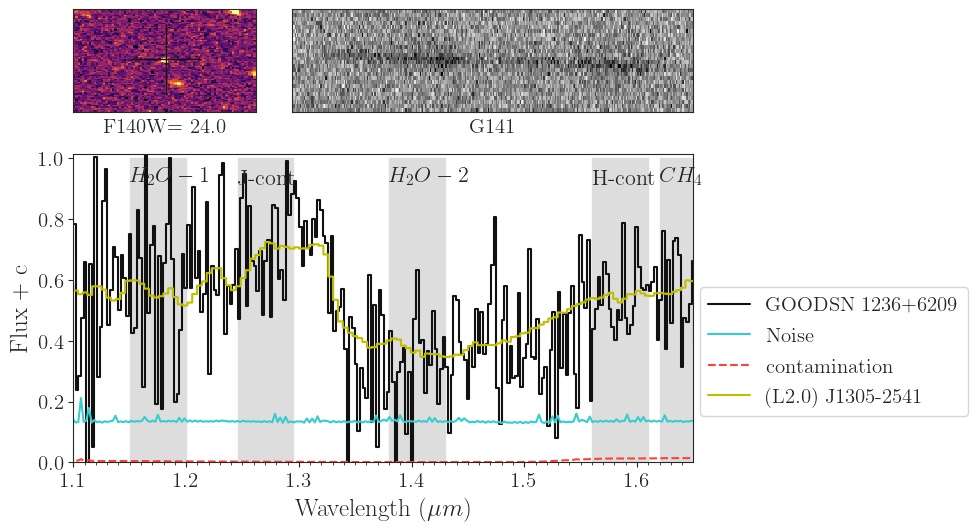 F140W= 24.0
G141
H₂O − 1
J-cont
H₂O − 2
H-cont
CH₄
1.0
0.8
0.6
0.4
0.2
0.0
Flux + c
1.1
1.2
1.3
1.4
1.5
1.6
Wavelength (μm)
GOODSN 1236+6209
Noise
contamination
(L2.0) J1305-2541